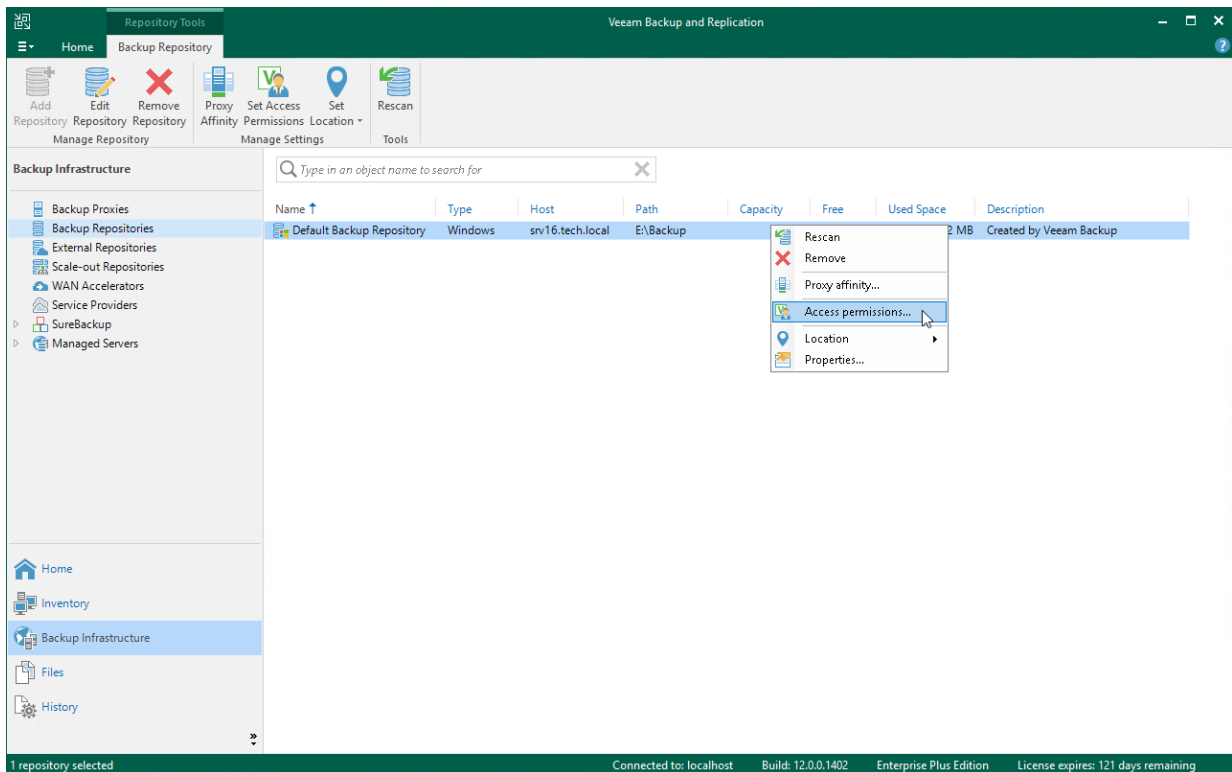 Repository Tools
Veeam Backup and Replication
Home
Backup Repository
Add Repository
Edit Repository
Remove Repository
Proxy Affinity
Set Access Permissions
Set Location
Rescan
Manage Repository
Manage Settings
Tools
Backup Infrastructure
Type in an object name to search for
Backup Proxies
Backup Repositories
External Repositories
Scale-out Repositories
WAN Accelerators
Service Providers
SureBackup
Managed Servers
Name Type Host Path Capacity Free Used Space Description
Default Backup Repository Windows srv16.tech.local E:\Backup 2 MB Created by Veeam Backup
Rescan
Remove
Proxy affinity...
Access permissions...
Location
Properties...
Home
Inventory
Backup Infrastructure
Files
History
1 repository selected
Connected to: localhost Build: 12.0.0.1402 Enterprise Plus Edition License expires: 121 days remaining